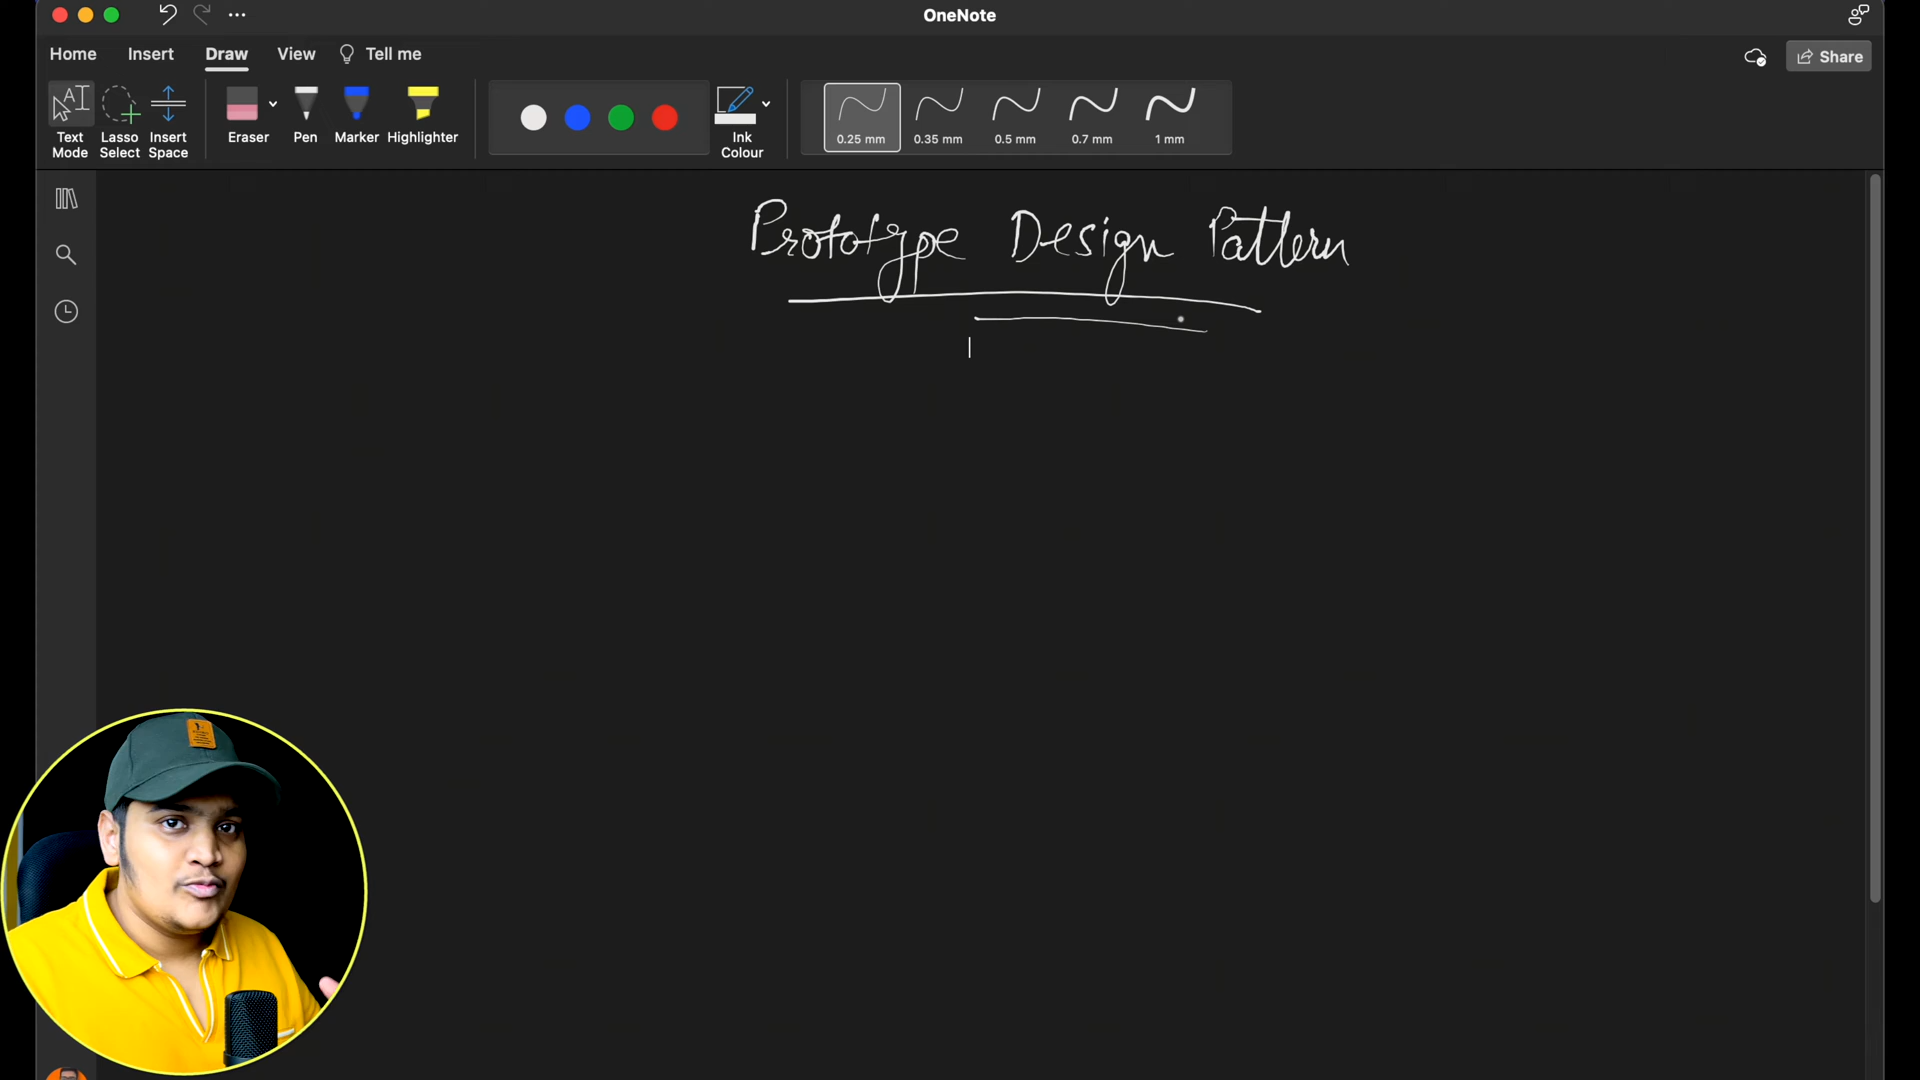 OneNote
Home Insert Draw View Tell me
Share
Text Mode
Lasso Select
Insert Space
Eraser
Pen
Marker
Highlighter
Ink Colour
0.25 mm
0.35 mm
0.5 mm
0.7 mm
1 mm
Prototype Design Pattern